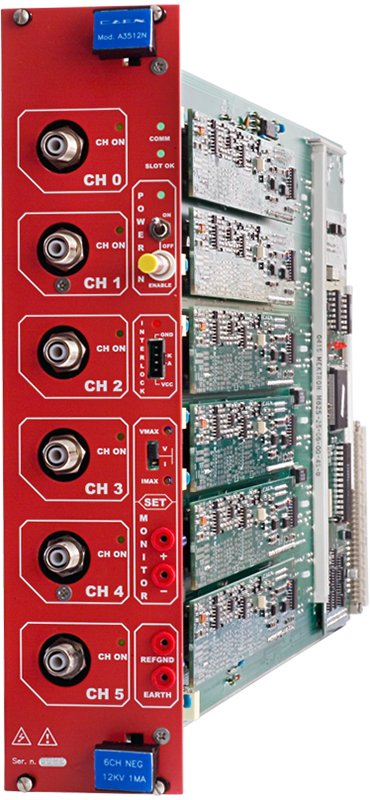 CAEN
Mod. A3512N
CH ON
CH 0
COMM
SLOT OK
CH ON
CH 1
POWER ON
ON
OFF
ENABLE
CH ON
CH 2
INTERLOCK
GND
K
A
VCC
CH ON
CH 3
VMAX
V
I
IMAX
SET
CH ON
CH 4
MONITOR
+
−
CH ON
CH 5
REFGND
EARTH
Ser. n.
6CH NEG
12KV 1MA